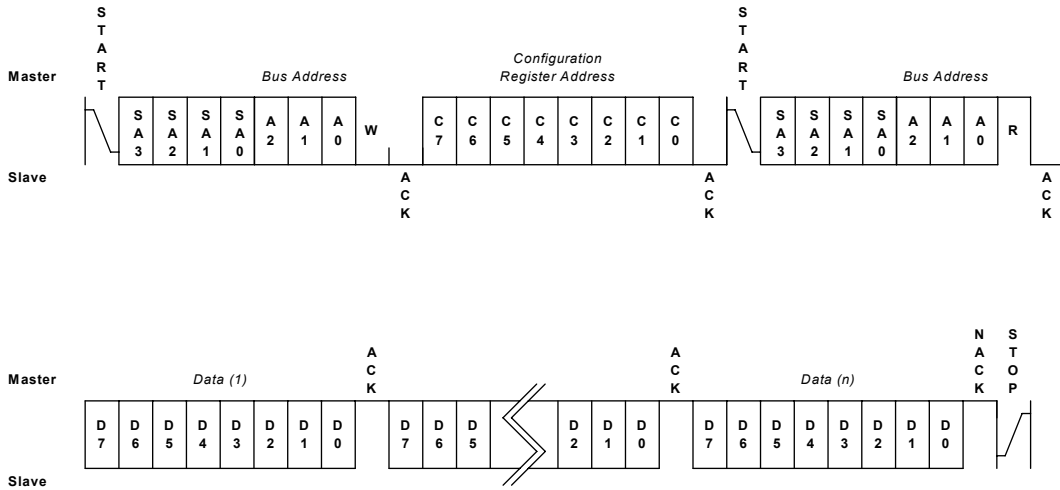 START
START
Configuration
Master
Bus Address
Register Address
Bus Address
SA3 SA2 SA1 SA0 A2 A1 A0 W C7 C6 C5 C4 C3 C2 C1 C0 SA3 SA2 SA1 SA0 A2 A1 A0 R
Slave
ACK ACK ACK
ACK ACK NACK STOP
Master
Data (1)
Data (n)
D7 D6 D5 D4 D3 D2 D1 D0 D7 D6 D5 D2 D1 D0 D7 D6 D5 D4 D3 D2 D1 D0
Slave